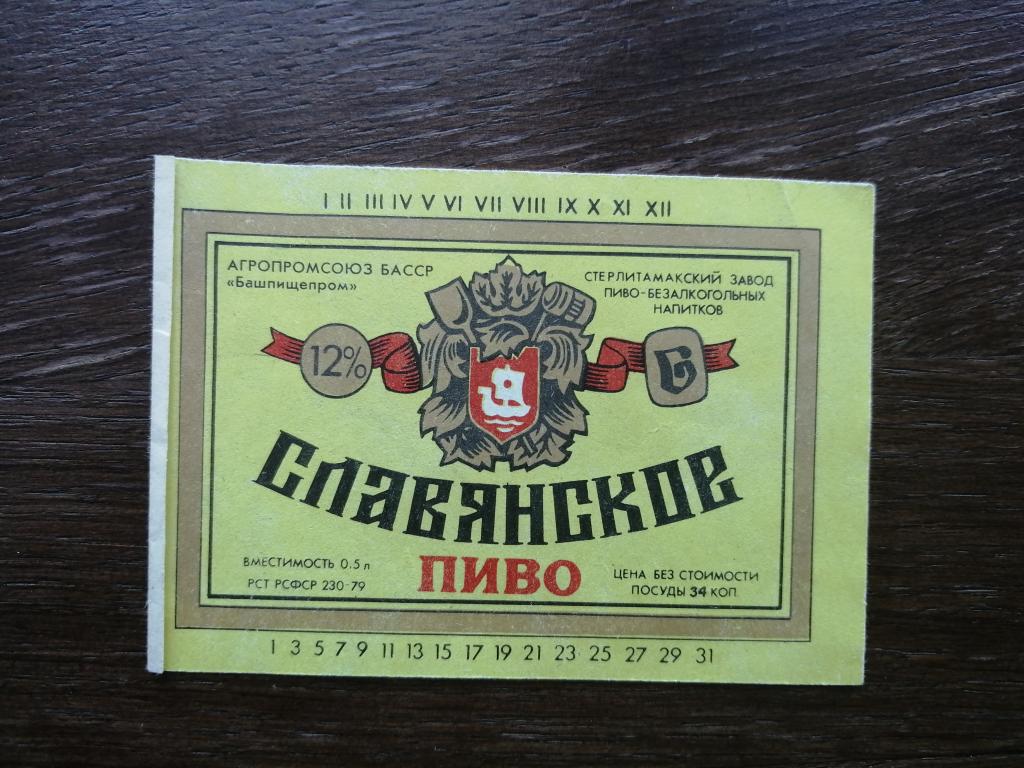 I II III IV V VI VII VIII IX X XI XII
АГРОПРОМСОЮЗ БАССР
«Башпищепром»
СТЕРЛИТАМАКСКИЙ ЗАВОД
ПИВО-БЕЗАЛКОГОЛЬНЫХ
НАПИТКОВ
12%
Б
СЛАВЯНСКОЕ
ПИВО
ВМЕСТИМОСТЬ 0.5 л
РСТ РСФСР 230-79
ЦЕНА БЕЗ СТОИМОСТИ
ПОСУДЫ 34 КОП.
1 3 5 7 9 11 13 15 17 19 21 23 25 27 29 31